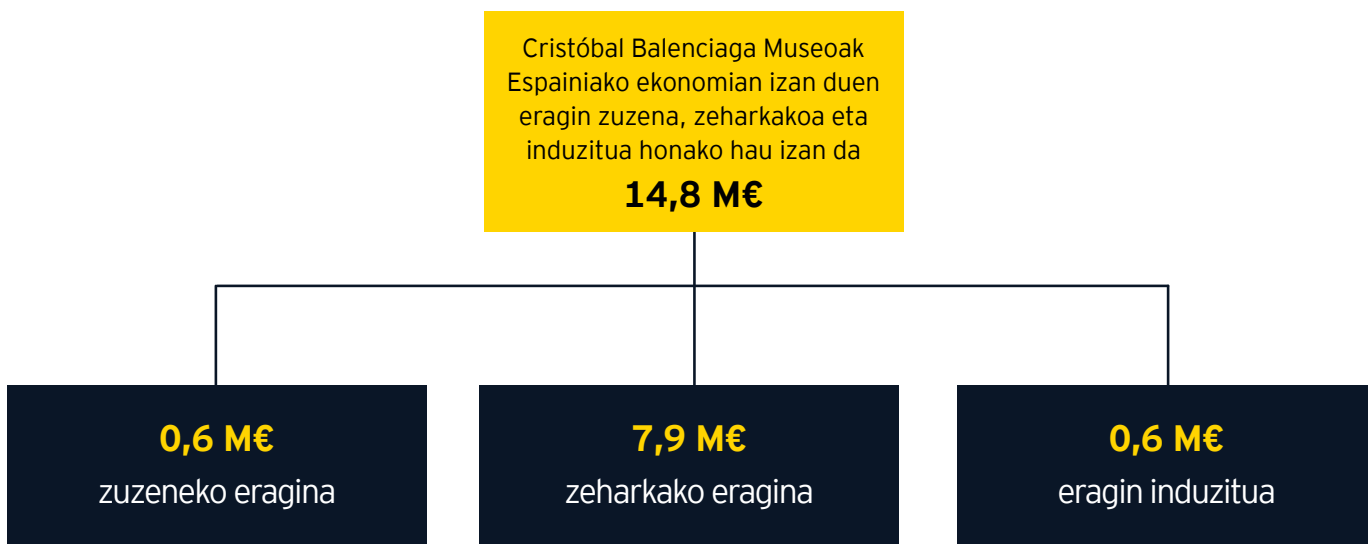 Cristóbal Balenciaga Museoak
Espainiako ekonomian izan duen
eragin zuzena, zeharkakoa eta
induzitua honako hau izan da
14,8 M€
0,6 M€
zuzeneko eragina
7,9 M€
zeharkako eragina
0,6 M€
eragin induzitua